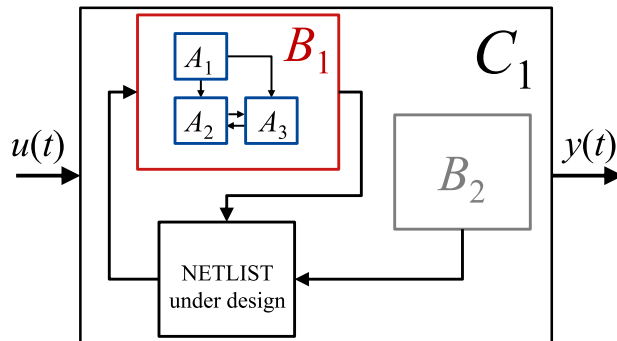 B₁
C₁
A₁
A₂
A₃
u(t)
y(t)
B₂
NETLIST
under design